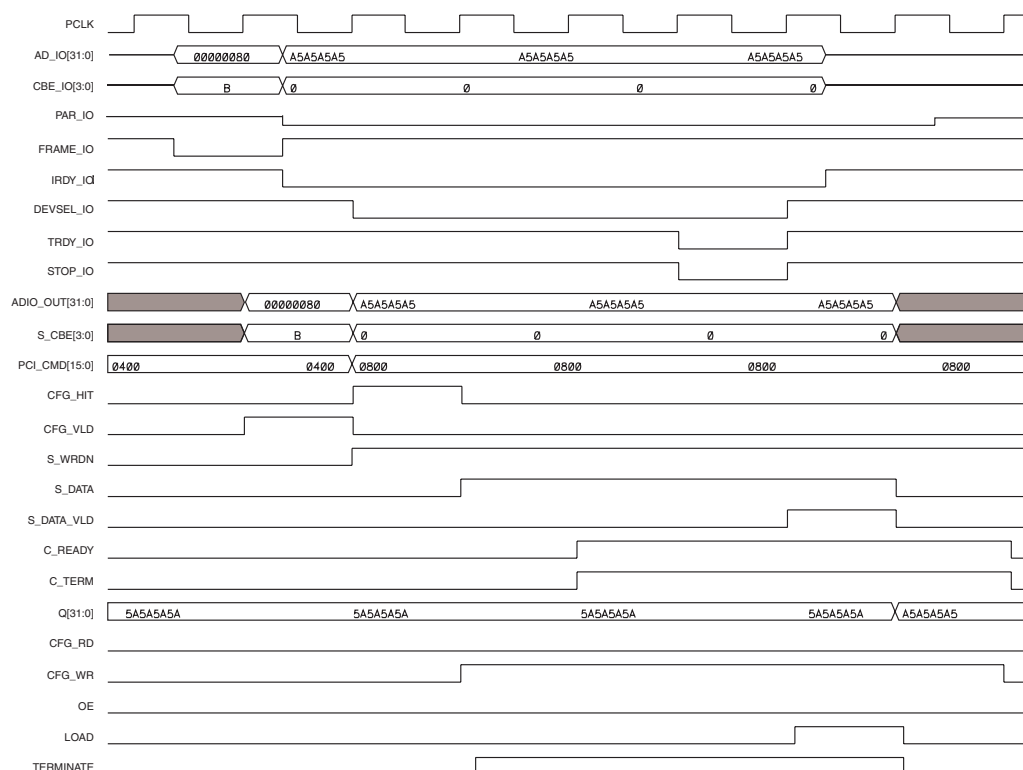 PCLK
AD_IO[31:0] 00000080 A5A5A5A5 A5A5A5A5 A5A5A5A5
CBE_IO[3:0] B 0 0 0 0
PAR_IO
FRAME_IO
IRDY_IO
DEVSEL_IO
TRDY_IO
STOP_IO
ADIO_OUT[31:0] 00000080 A5A5A5A5 A5A5A5A5 A5A5A5A5
S_CBE[3:0] B 0 0 0 0
PCI_CMD[15:0] 0400 0400 0800 0800 0800 0800
CFG_HIT
CFG_VLD
S_WRDN
S_DATA
S_DATA_VLD
C_READY
C_TERM
Q[31:0] 5A5A5A5A 5A5A5A5A 5A5A5A5A 5A5A5A5A A5A5A5A5
CFG_RD
CFG_WR
OE
LOAD
TERMINATE